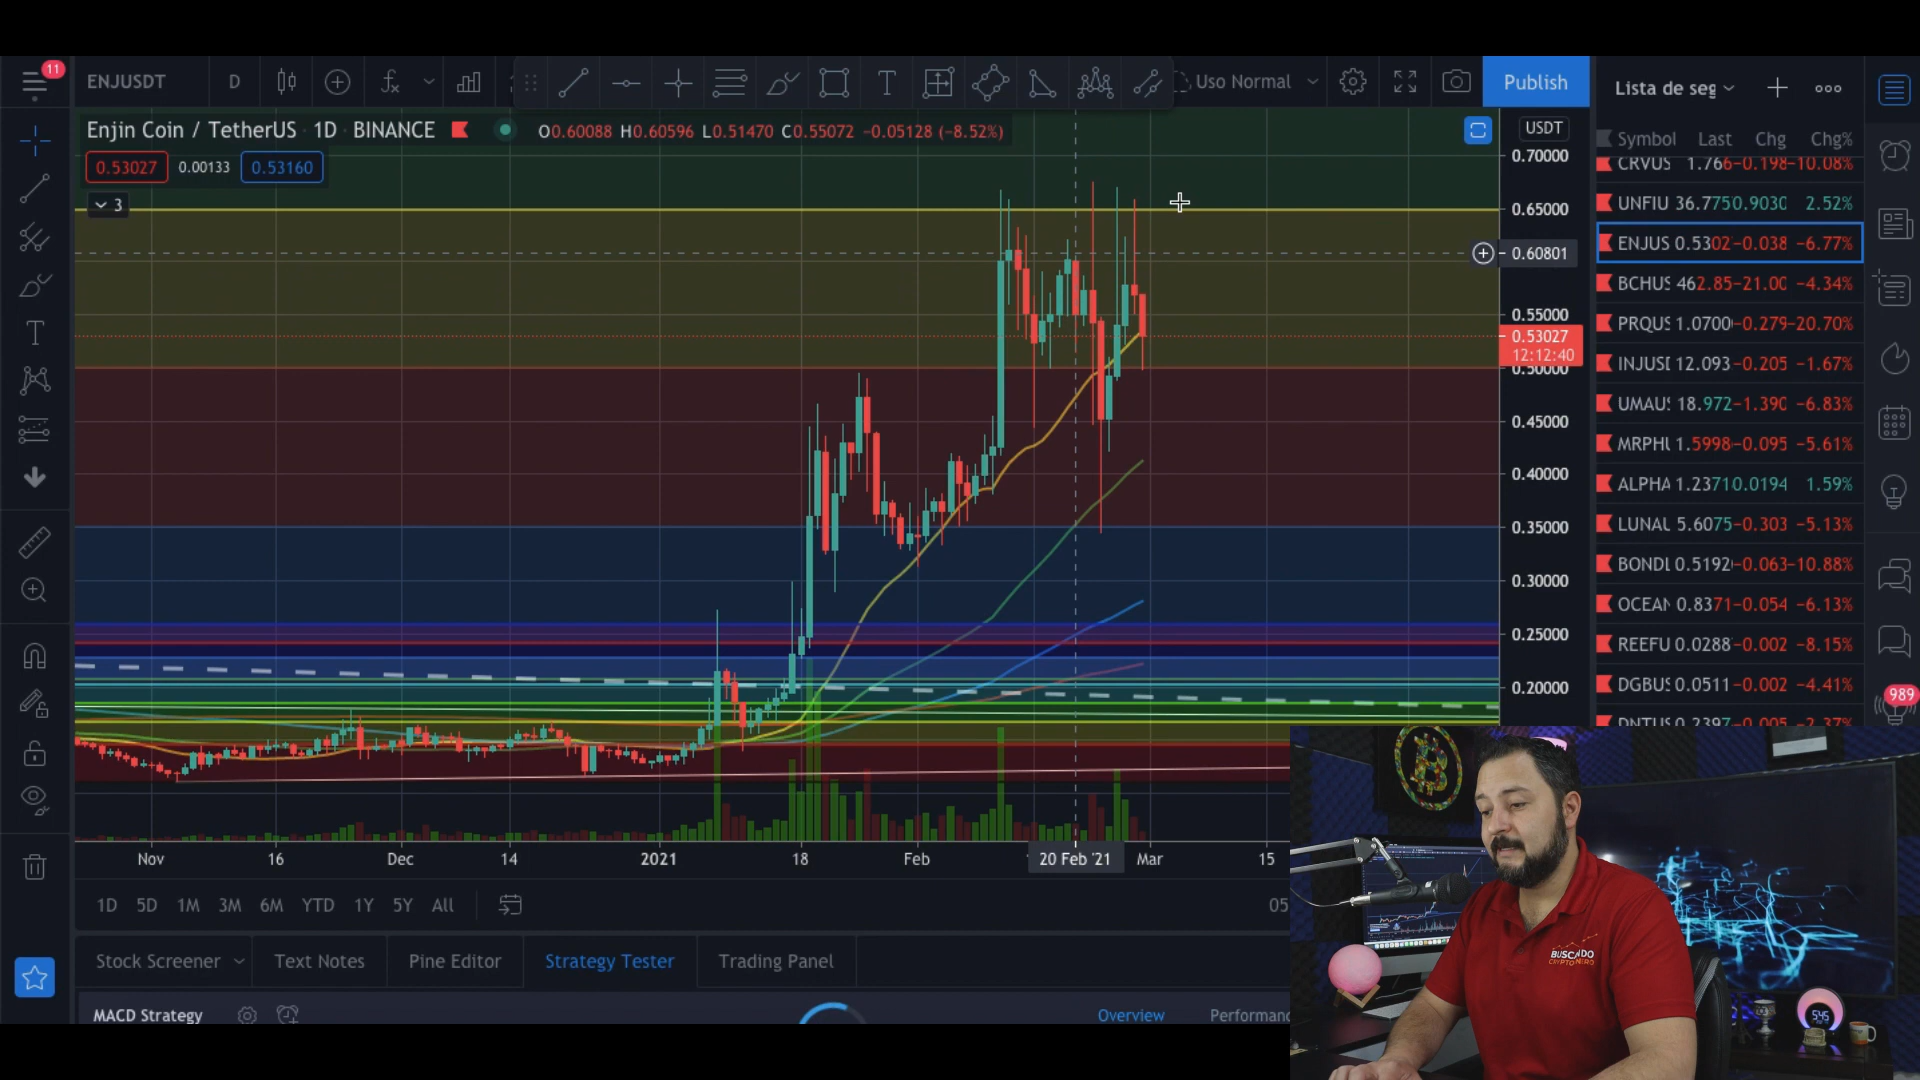 11
ENJUSDT
D
Uso Normal
Publish
Lista de seg
Enjin Coin / TetherUS · 1D · BINANCE
O0.60088 H0.60596 L0.51470 C0.55072 −0.05128 (−8.52%)
USDT
0.53027 0.00133 0.53160
3
Symbol Last Chg Chg%
CRVUS 1.766 −0.198 −10.08%
UNFIU 36.775 0.9030 2.52%
ENJUS 0.5302 −0.038 −6.77%
BCHUS 462.85 −21.00 −4.34%
PRQUS 1.0700 −0.279 −20.70%
INJUSI 12.093 −0.205 −1.67%
UMAUS 18.972 −1.390 −6.83%
MRPHU 1.5998 −0.095 −5.61%
ALPHA 1.2371 0.0194 1.59%
LUNAU 5.6075 −0.303 −5.13%
BONDU 0.5192 −0.063 −10.88%
OCEAN 0.8371 −0.054 −6.13%
REEFU 0.0288 −0.002 −8.15%
DGBUS 0.0511 −0.002 −4.41%
DNTUS 0.2397 −0.005 −2.37%
989
0.70000
0.65000
0.60801
0.55000
0.53027
12:12:40
0.50000
0.45000
0.40000
0.35000
0.30000
0.25000
0.20000
Nov 16 Dec 14 2021 18 Feb 20 Feb '21 Mar 15
1D 5D 1M 3M 6M YTD 1Y 5Y All
05
Stock Screener Text Notes Pine Editor Strategy Tester Trading Panel
MACD Strategy
Overview Performanc
BUSCANDO
CRYPTONIRO
545